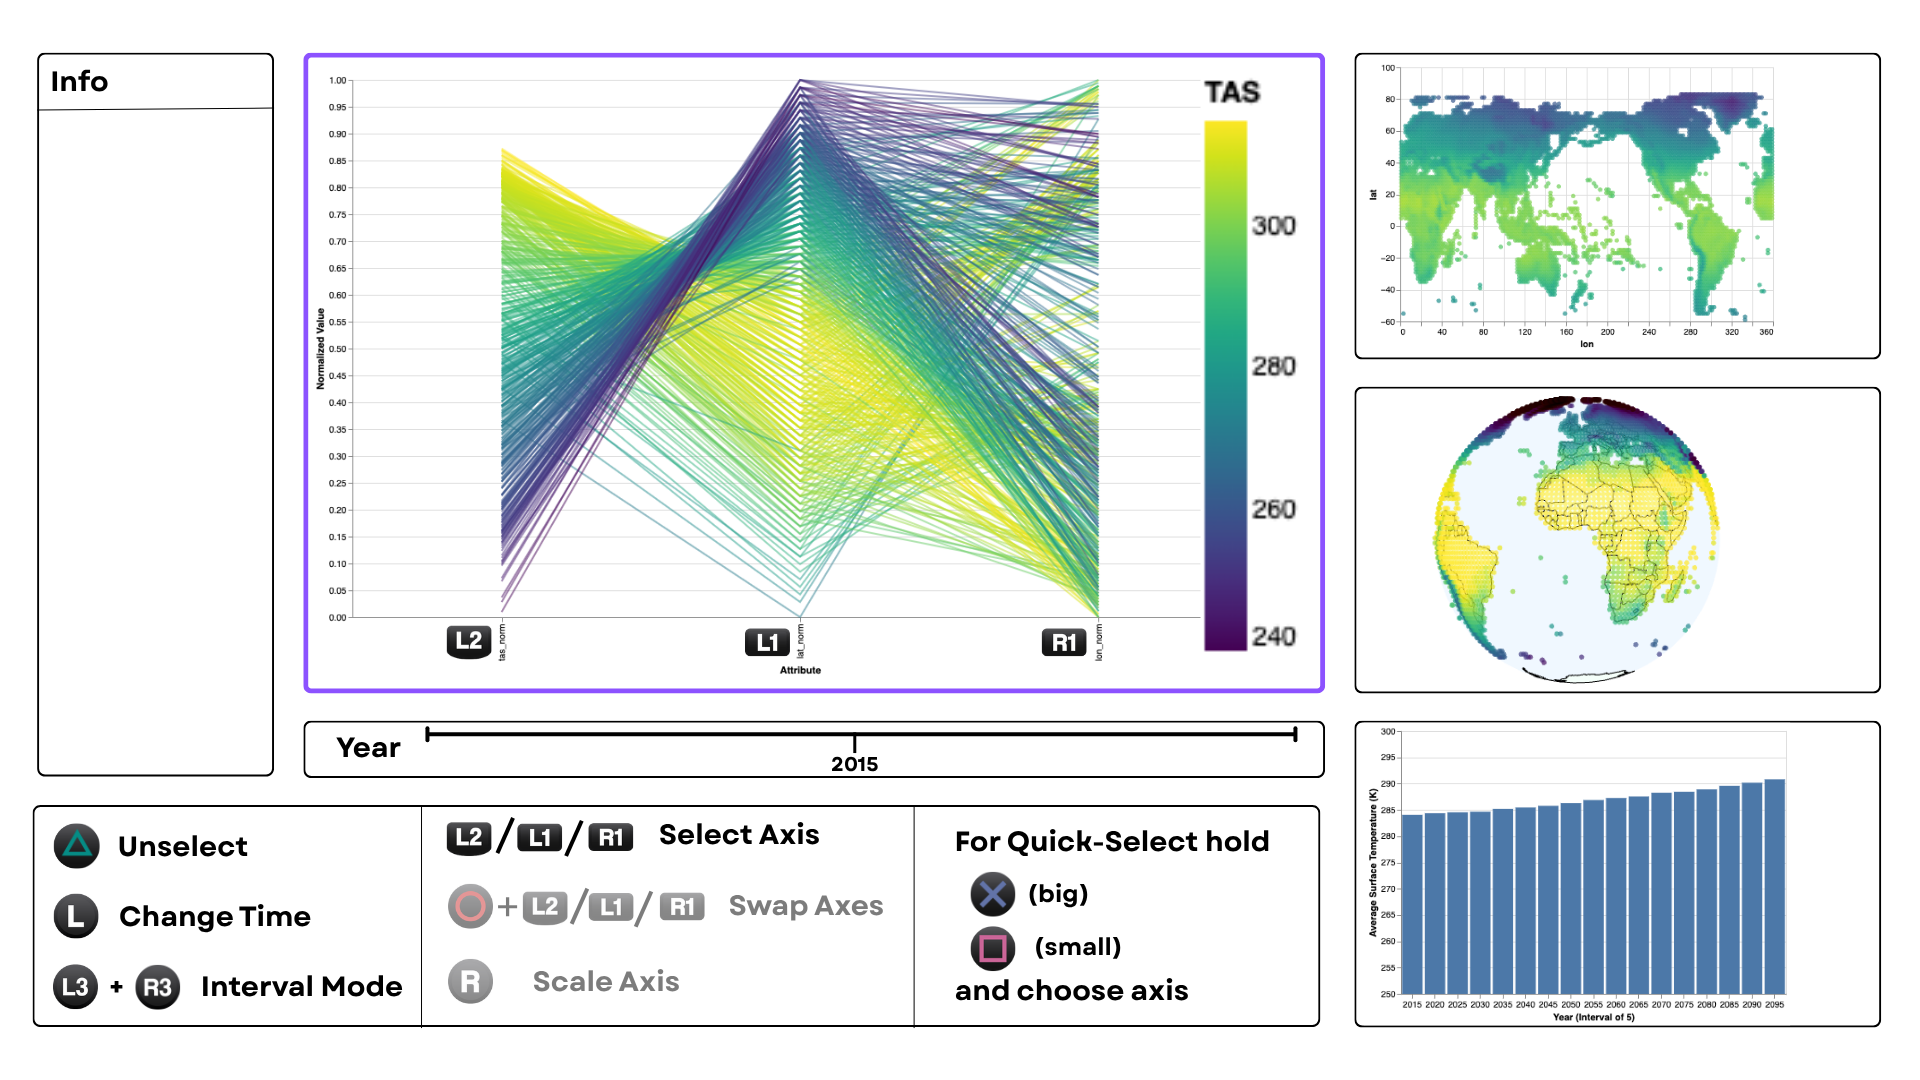 Info
1.00
0.95
0.90
0.85
0.80
0.75
0.70
0.65
0.60
0.55
0.50
0.45
0.40
0.35
0.30
0.25
0.20
0.15
0.10
0.05
0.00
Normalized Value
L2
tas_norm
L1
lat_norm
R1
lon_norm
Attribute
TAS
300
280
260
240
100
80
60
40
20
0
−20
−40
−60
lat
0 40 80 120 160 200 240 280 320 360
lon
Year
2015
300
295
290
285
280
275
270
265
260
255
250
Average Surface Temperature (K)
2015 2020 2025 2030 2035 2040 2045 2050 2055 2060 2065 2070 2075 2080 2085 2090 2095
Year (Interval of 5)
Unselect
L Change Time
L3 + R3 Interval Mode
L2 / L1 / R1 Select Axis
+ L2 / L1 / R1 Swap Axes
R Scale Axis
For Quick-Select hold
(big)
(small)
and choose axis